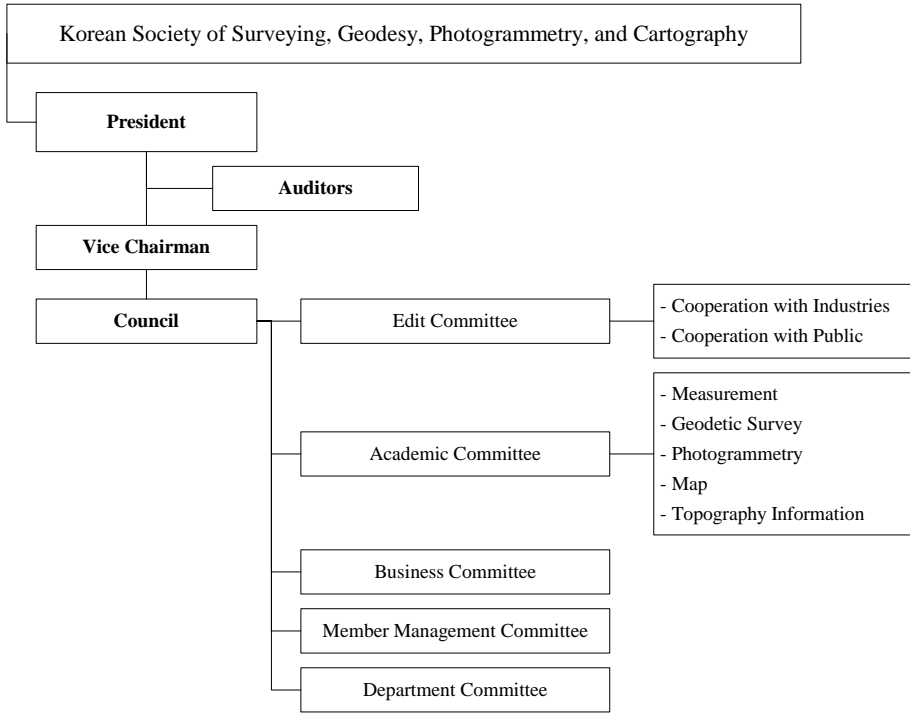 Korean Society of Surveying, Geodesy, Photogrammetry, and Cartography
President
Auditors
Vice Chairman
Council
Edit Committee
- Cooperation with Industries
- Cooperation with Public
Academic Committee
- Measurement
- Geodetic Survey
- Photogrammetry
- Map
- Topography Information
Business Committee
Member Management Committee
Department Committee